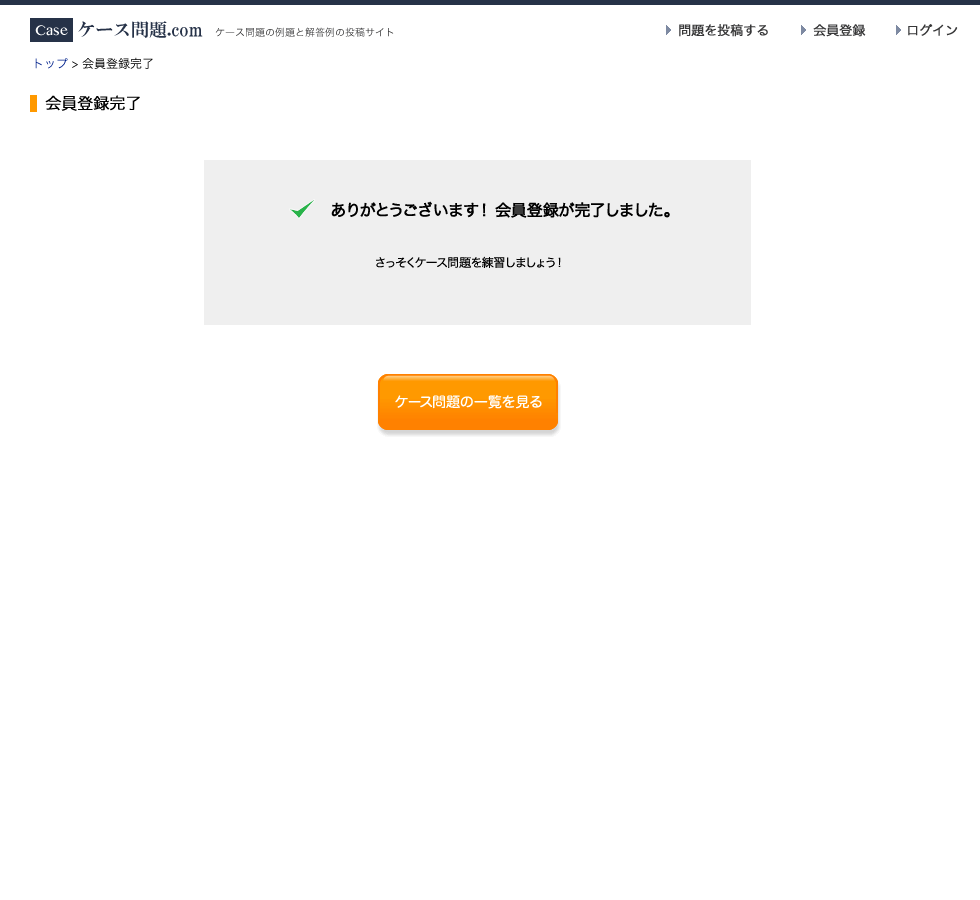 Case ケース問題.com ケース問題の例題と解答例の投稿サイト 問題を投稿する 会員登録 ログイン
トップ > 会員登録完了
会員登録完了
ありがとうございます！ 会員登録が完了しました。
さっそくケース問題を練習しましょう！
ケース問題の一覧を見る